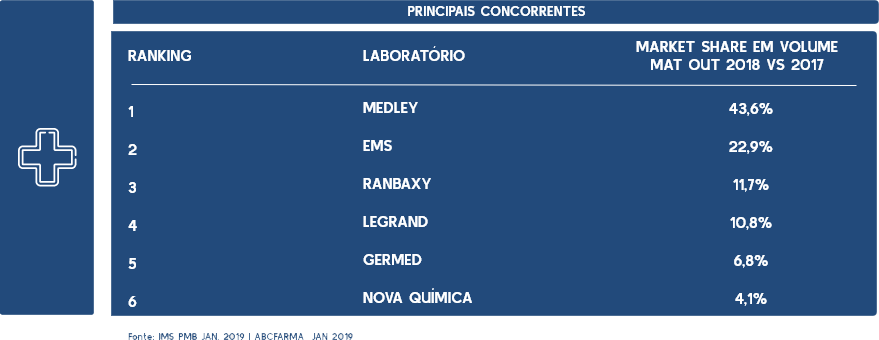 PRINCIPAIS CONCORRENTES
RANKING LABORATÓRIO MARKET SHARE EM VOLUME
MAT OUT 2018 VS 2017
1 MEDLEY 43,6%
2 EMS 22,9%
3 RANBAXY 11,7%
4 LEGRAND 10,8%
5 GERMED 6,8%
6 NOVA QUÍMICA 4,1%
Fonte: IMS PMB JAN. 2019 | ABCFARMA JAN 2019